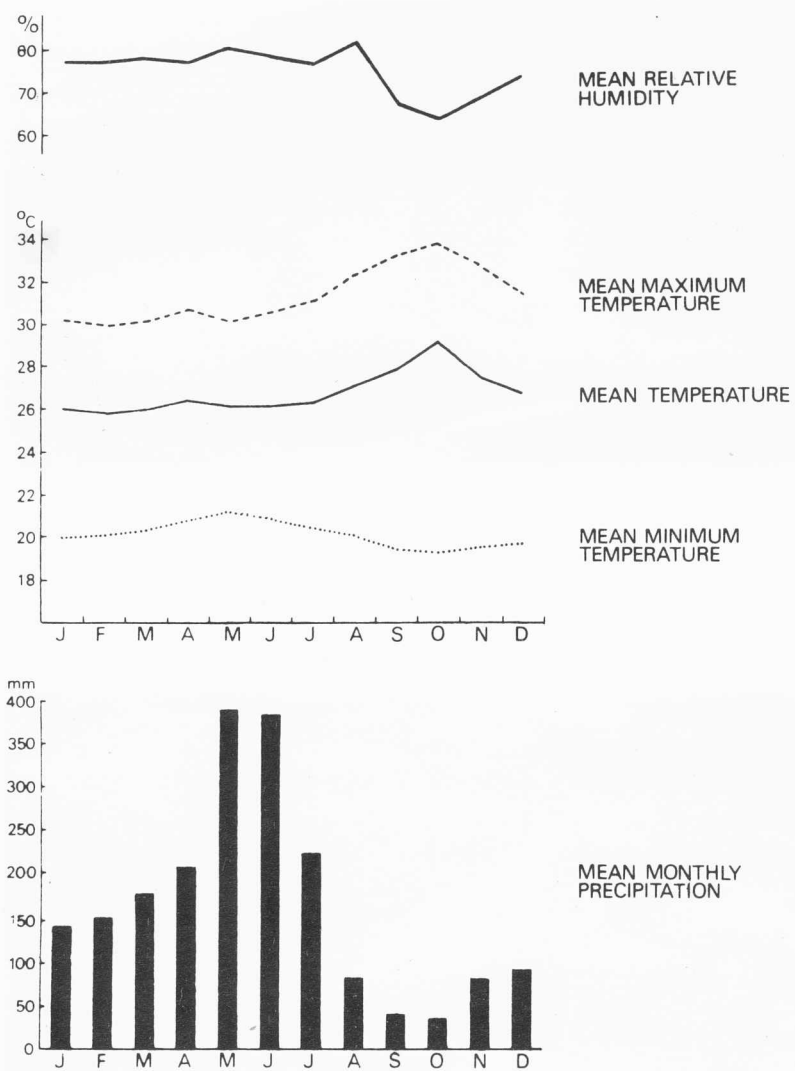 %
80
70
60
MEAN RELATIVE
HUMIDITY
°C
34
32
30
28
26
24
22
20
18
MEAN MAXIMUM
TEMPERATURE
MEAN TEMPERATURE
MEAN MINIMUM
TEMPERATURE
J F M A M J J A S O N D
mm
400
350
300
250
200
150
100
50
0
MEAN MONTHLY
PRECIPITATION
J F M A M J J A S O N D